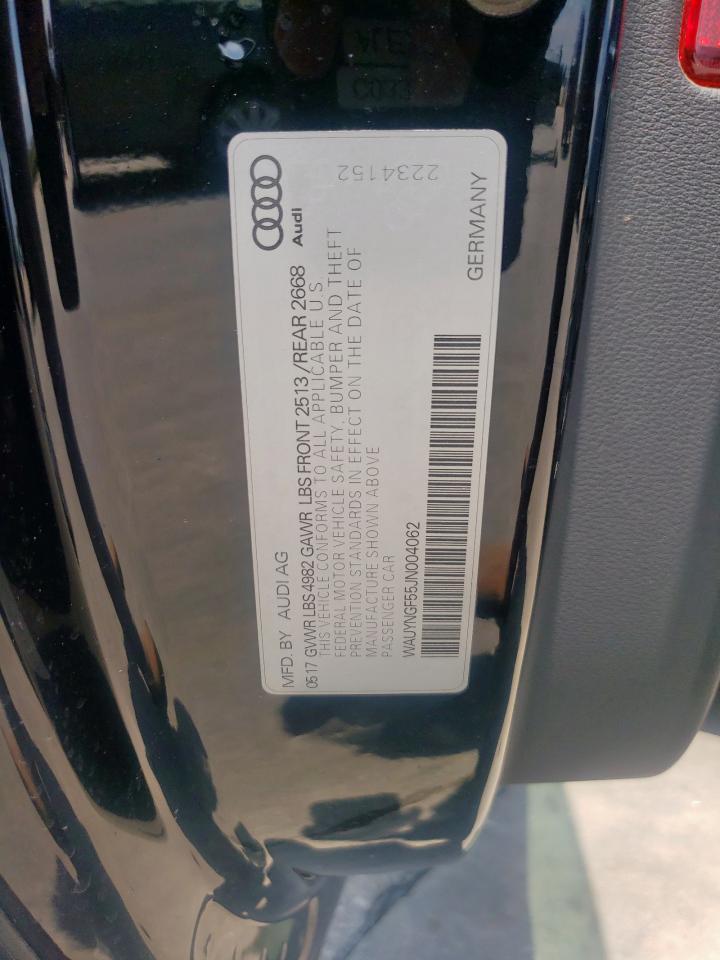 MFD. BY AUDI AG
0517 GVWR LBS 4982 GAWR LBS FRONT 2513 / REAR 2668
THIS VEHICLE CONFORMS TO ALL APPLICABLE U S
FEDERAL MOTOR VEHICLE SAFETY, BUMPER AND THEFT
PREVENTION STANDARDS IN EFFECT ON THE DATE OF
MANUFACTURE SHOWN ABOVE
PASSENGER CAR
WAUYNGF55JN004062
Audi
2234152
GERMANY